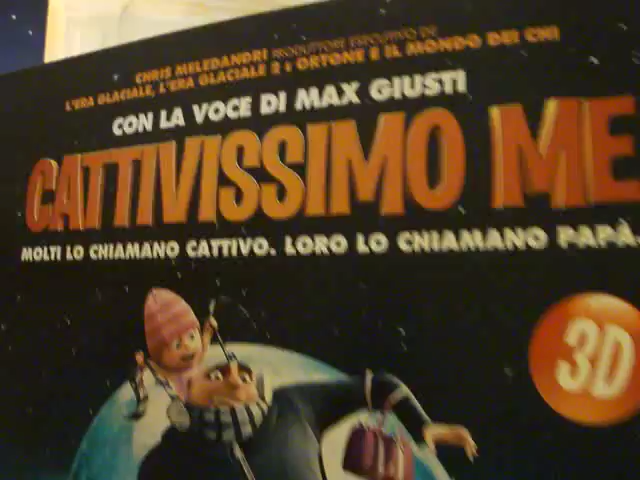 CHRIS MELEDANDRI PRODUTTORE ESECUTIVO DE
L'ERA GLACIALE, L'ERA GLACIALE 2 E ORTONE E IL MONDO DEI CHI
CON LA VOCE DI MAX GIUSTI
CATTIVISSIMO ME
MOLTI LO CHIAMANO CATTIVO. LORO LO CHIAMANO PAPÀ.
3D